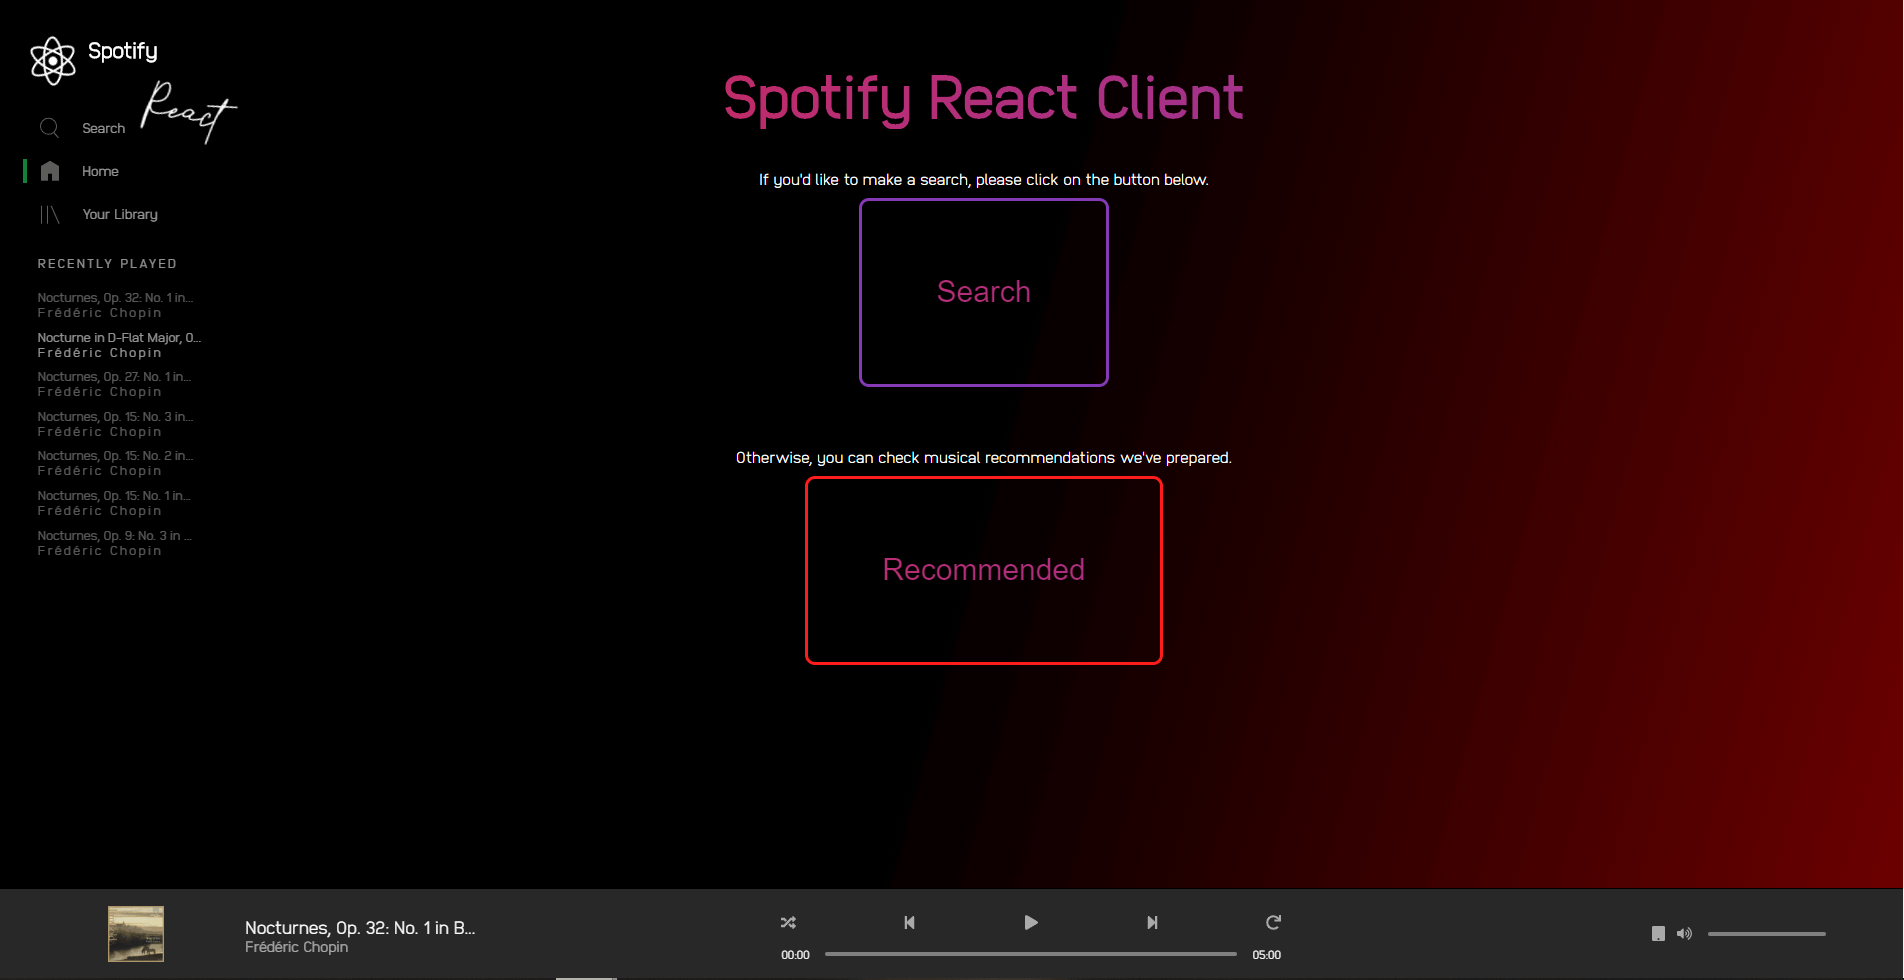 Spotify
React
Search
Home
Your Library
RECENTLY PLAYED
Nocturnes, Op. 32: No. 1 in...
Frédéric Chopin
Nocturne in D-Flat Major, O...
Frédéric Chopin
Nocturnes, Op. 27: No. 1 in...
Frédéric Chopin
Nocturnes, Op. 15: No. 3 in...
Frédéric Chopin
Nocturnes, Op. 15: No. 2 in...
Frédéric Chopin
Nocturnes, Op. 15: No. 1 in...
Frédéric Chopin
Nocturnes, Op. 9: No. 3 in ...
Frédéric Chopin
Spotify React Client
If you'd like to make a search, please click on the button below.
Search
Otherwise, you can check musical recommendations we've prepared.
Recommended
Nocturnes, Op. 32: No. 1 in B...
Frédéric Chopin
00:00
05:00